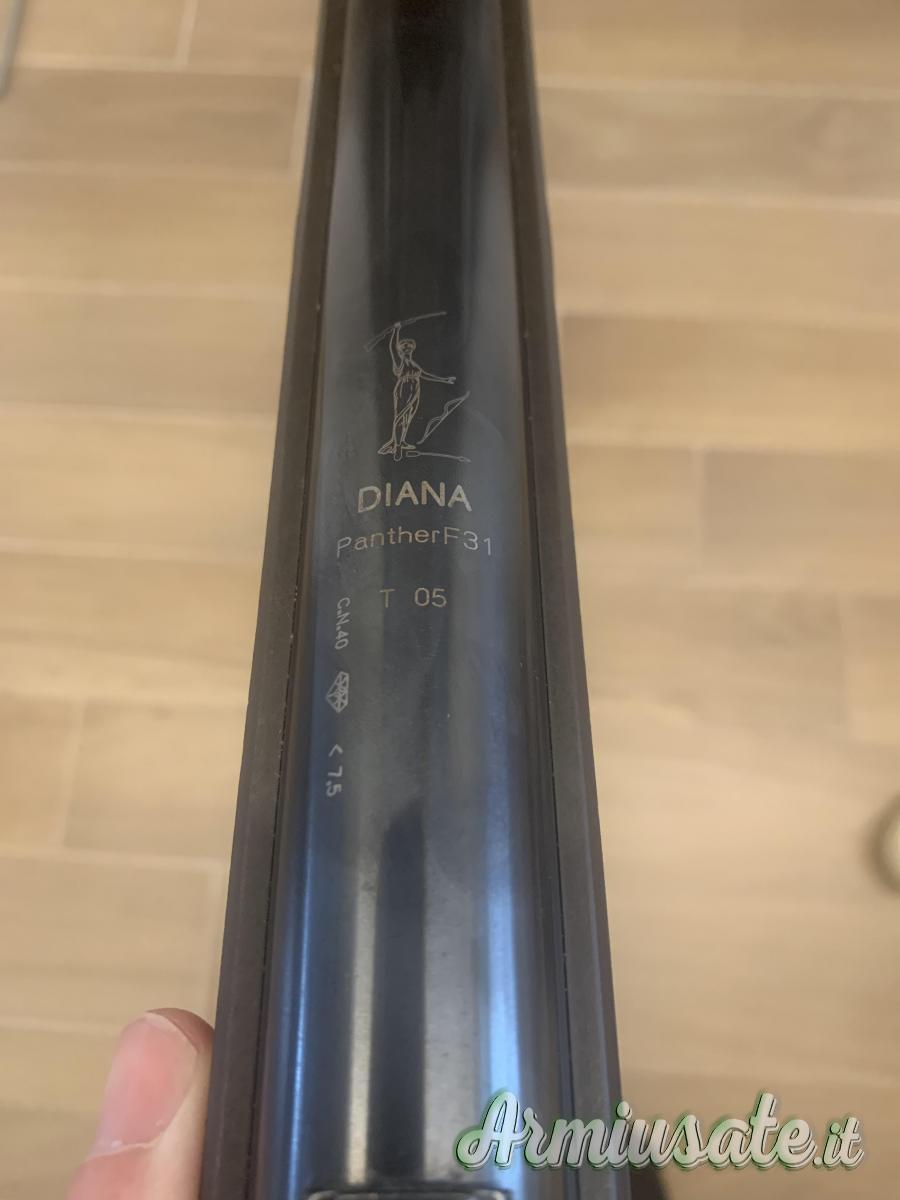 DIANA
PantherF31
T 05
C.N.40
< 7,5
Armiusate.it